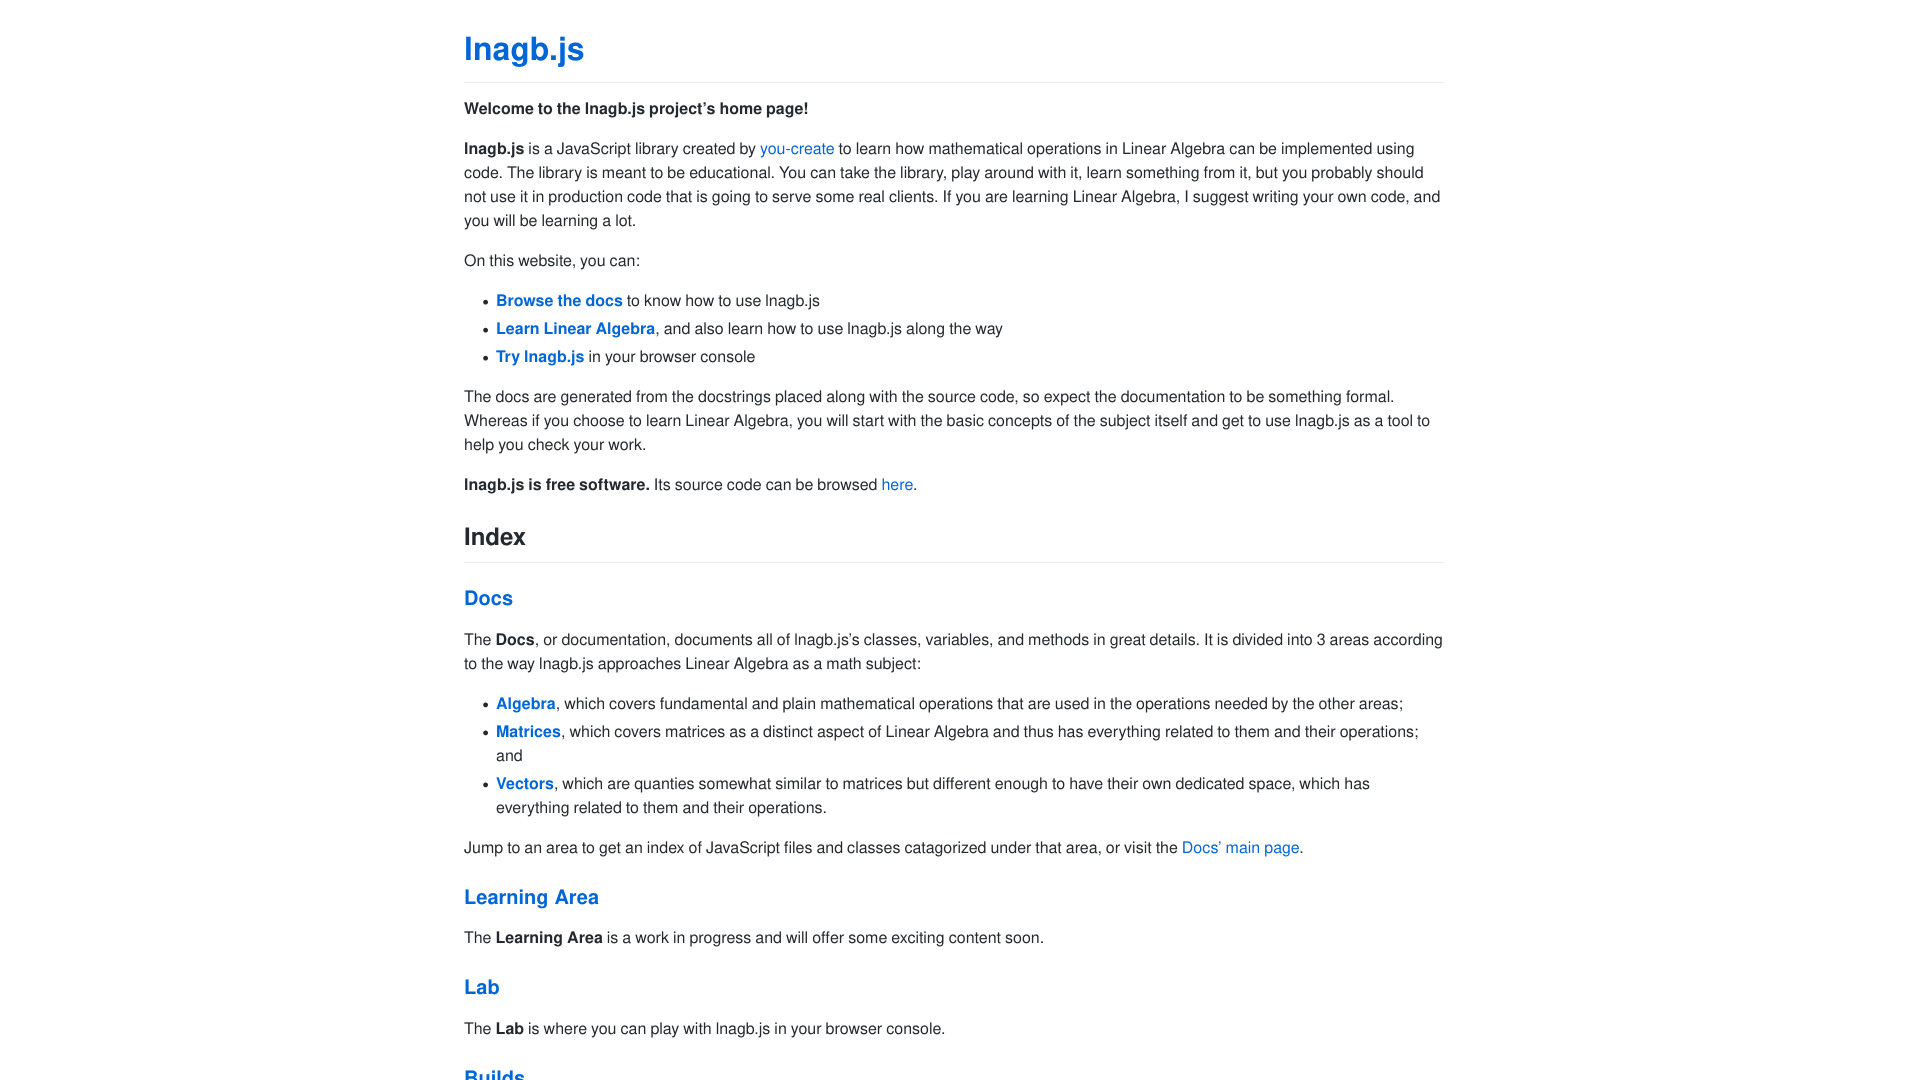 lnagb.js
Welcome to the lnagb.js project’s home page!
lnagb.js is a JavaScript library created by you-create to learn how mathematical operations in Linear Algebra can be implemented using
code. The library is meant to be educational. You can take the library, play around with it, learn something from it, but you probably should
not use it in production code that is going to serve some real clients. If you are learning Linear Algebra, I suggest writing your own code, and
you will be learning a lot.
On this website, you can:
• Browse the docs to know how to use lnagb.js
• Learn Linear Algebra, and also learn how to use lnagb.js along the way
• Try lnagb.js in your browser console
The docs are generated from the docstrings placed along with the source code, so expect the documentation to be something formal.
Whereas if you choose to learn Linear Algebra, you will start with the basic concepts of the subject itself and get to use lnagb.js as a tool to
help you check your work.
lnagb.js is free software. Its source code can be browsed here.
Index
Docs
The Docs, or documentation, documents all of lnagb.js’s classes, variables, and methods in great details. It is divided into 3 areas according
to the way lnagb.js approaches Linear Algebra as a math subject:
• Algebra, which covers fundamental and plain mathematical operations that are used in the operations needed by the other areas;
• Matrices, which covers matrices as a distinct aspect of Linear Algebra and thus has everything related to them and their operations;
and
• Vectors, which are quanties somewhat similar to matrices but different enough to have their own dedicated space, which has
everything related to them and their operations.
Jump to an area to get an index of JavaScript files and classes catagorized under that area, or visit the Docs’ main page.
Learning Area
The Learning Area is a work in progress and will offer some exciting content soon.
Lab
The Lab is where you can play with lnagb.js in your browser console.
Builds